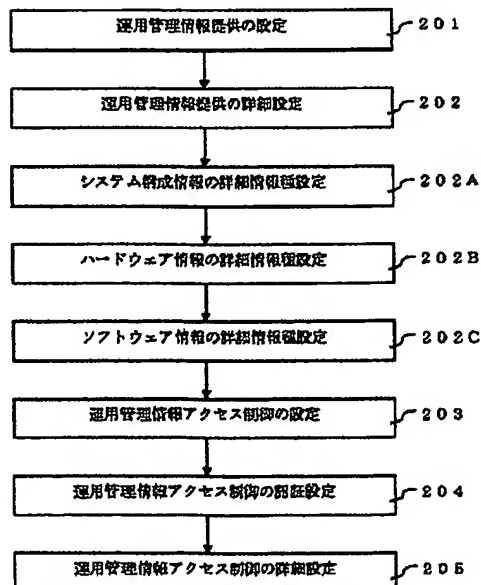 運用管理情報提供の設定 201
運用管理情報提供の詳細設定 202
システム構成情報の詳細情報種設定 202A
ハードウェア情報の詳細情報種設定 202B
ソフトウェア情報の詳細情報種設定 202C
運用管理情報アクセス制御の設定 203
運用管理情報アクセス制御の認証設定 204
運用管理情報アクセス制御の詳細設定 205